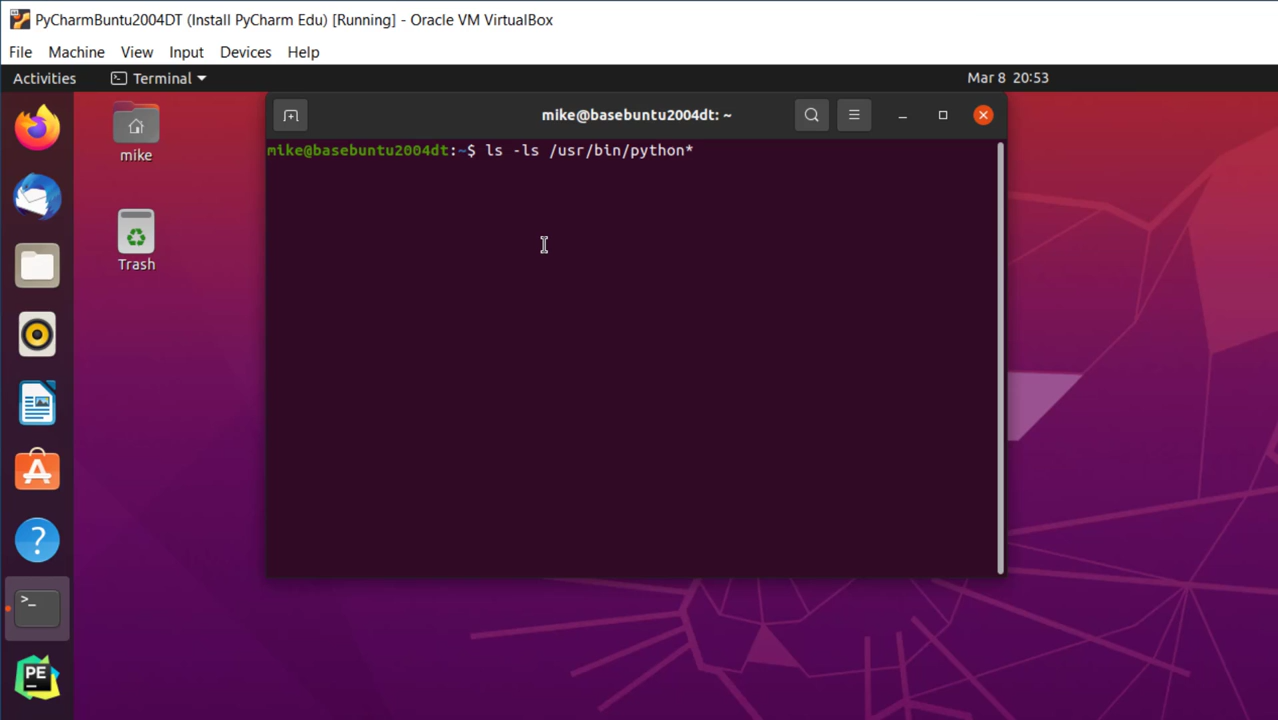 PyCharmBuntu2004DT (Install PyCharm Edu) [Running] - Oracle VM VirtualBox
File Machine View Input Devices Help
Activities Terminal Mar 8 20:53
mike@basebuntu2004dt: ~
mike@basebuntu2004dt:~$ ls -ls /usr/bin/python*
mike
Trash
?
>_
PE